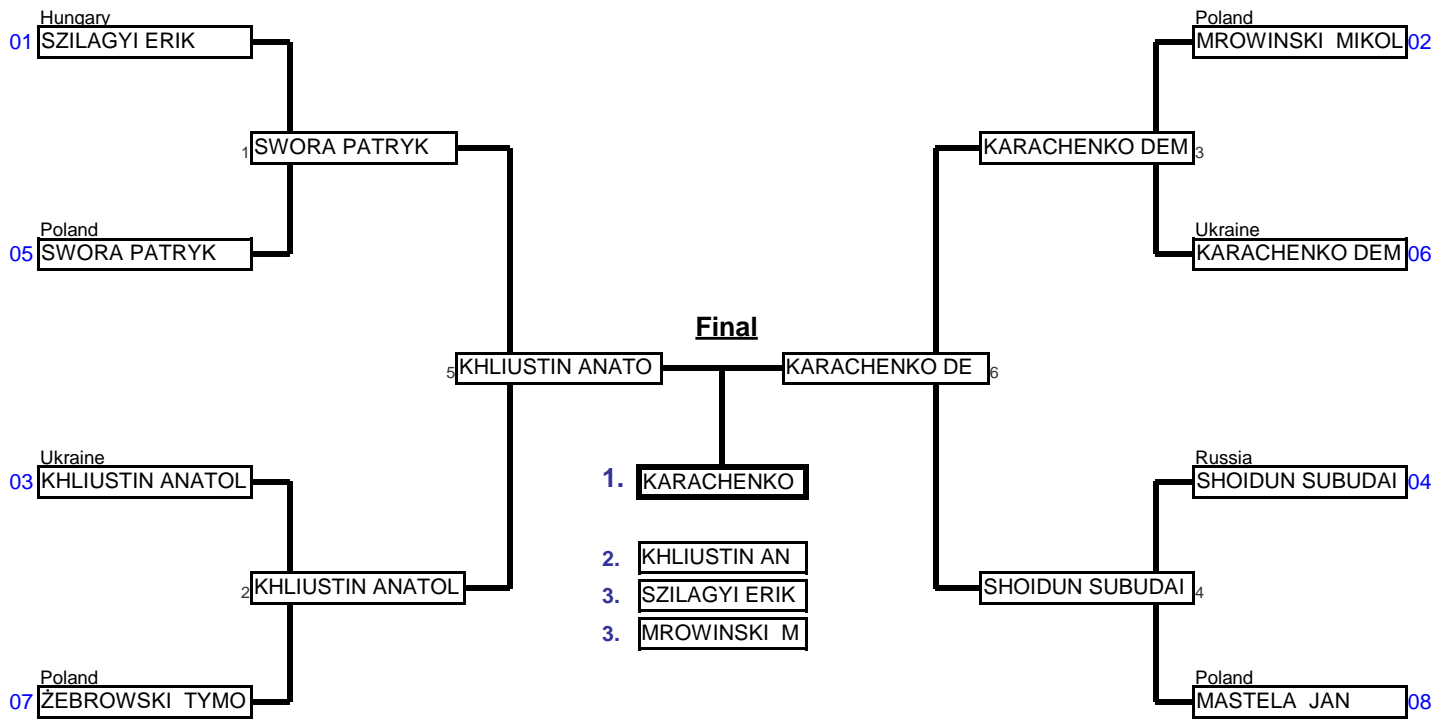 Hungary
01 SZILAGYI ERIK
Poland
MROWINSKI  MIKOL 02
1 SWORA PATRYK
KARACHENKO DEM 3
Poland
05 SWORA PATRYK
Ukraine
KARACHENKO DEM 06
Final
5 KHLIUSTIN ANATO
KARACHENKO DE 6
Ukraine
03 KHLIUSTIN ANATOL
1. KARACHENKO
Russia
SHOIDUN SUBUDAI 04
2. KHLIUSTIN AN
2 KHLIUSTIN ANATOL
3. SZILAGYI ERIK
SHOIDUN SUBUDAI 4
3. MROWINSKI  M
Poland
07 ŻEBROWSKI  TYMO
Poland
MASTELA  JAN 08